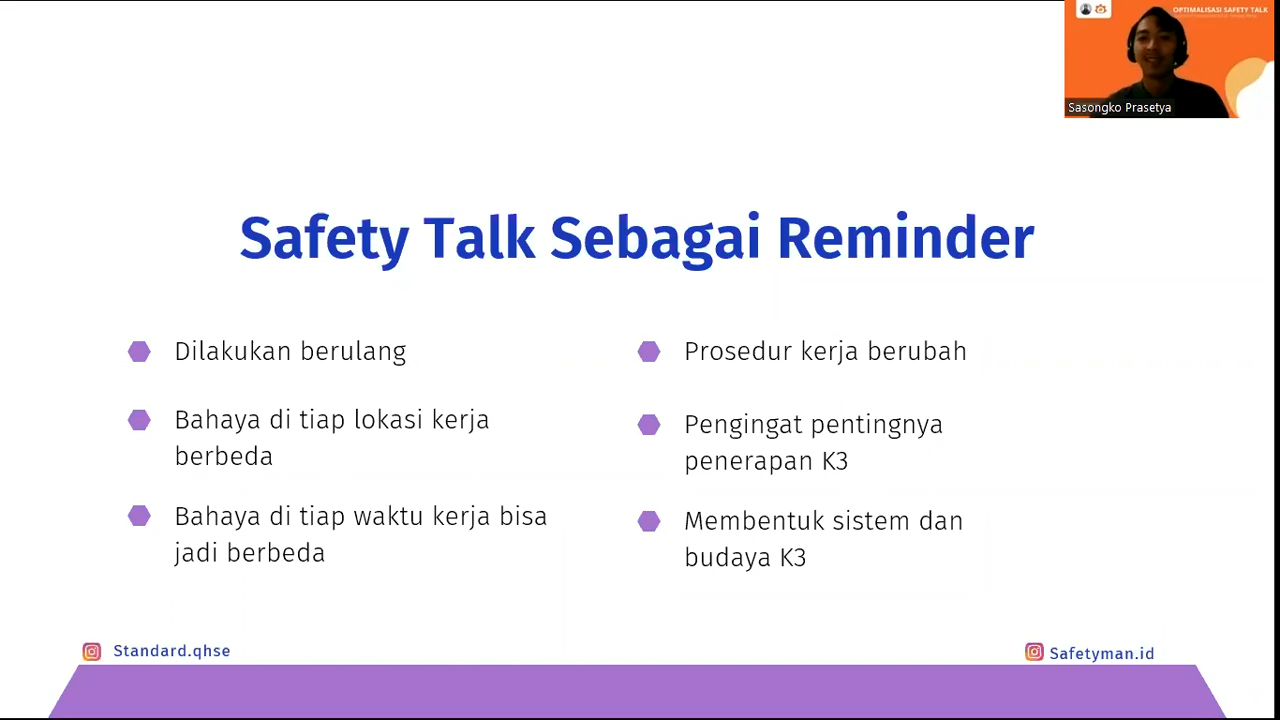 OPTIMALISASI SAFETY TALK
Sasongko Prasetya
Safety Talk Sebagai Reminder
Dilakukan berulang
Bahaya di tiap lokasi kerja
berbeda
Bahaya di tiap waktu kerja bisa
jadi berbeda
Prosedur kerja berubah
Pengingat pentingnya
penerapan K3
Membentuk sistem dan
budaya K3
Standard.qhse
Safetyman.id